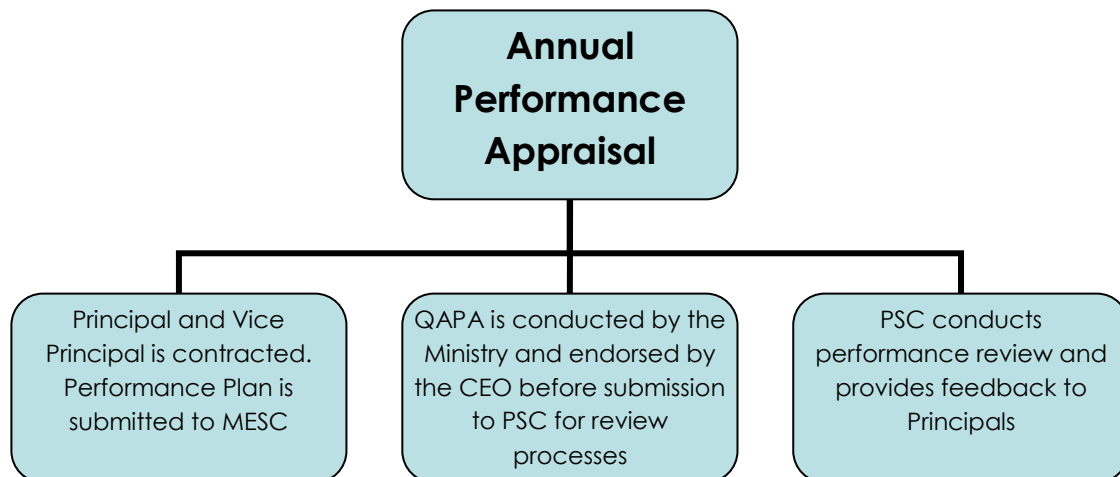 Annual
Performance
Appraisal
Principal and Vice
Principal is contracted.
Performance Plan is
submitted to MESC
QAPA is conducted by the
Ministry and endorsed by
the CEO before submission
to PSC for review
processes
PSC conducts
performance review and
provides feedback to
Principals